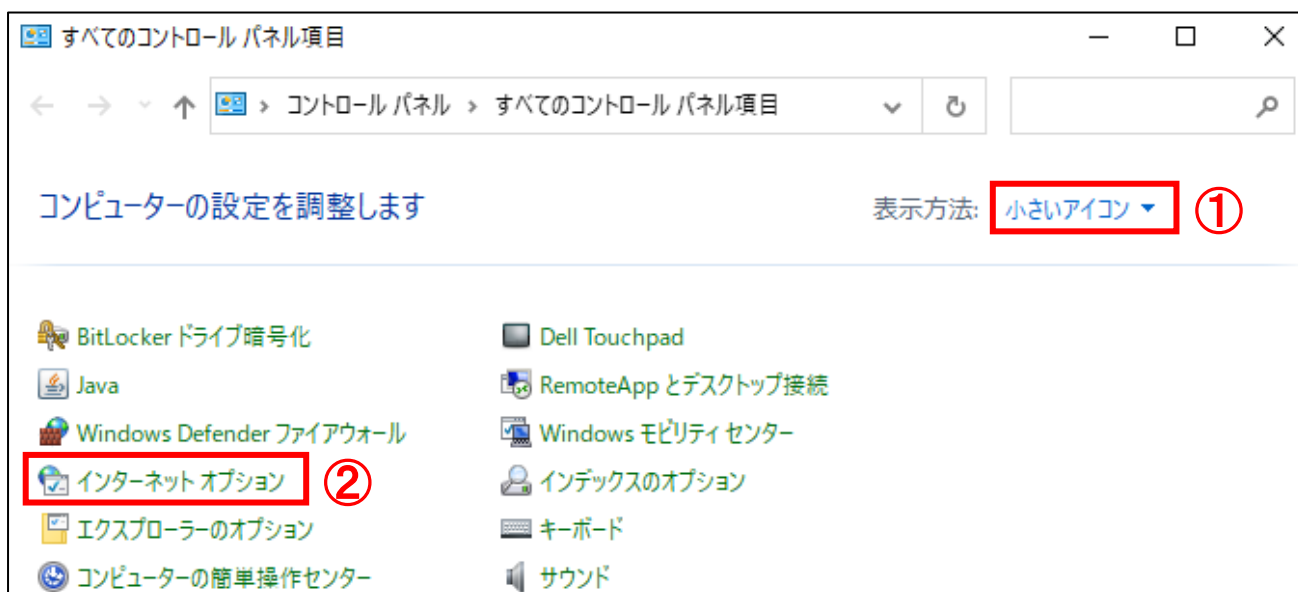 すべてのコントロール パネル項目
コントロール パネル > すべてのコントロール パネル項目
コンピューターの設定を調整します
表示方法: 小さいアイコン ①
BitLocker ドライブ暗号化
Dell Touchpad
Java
RemoteApp とデスクトップ接続
Windows Defender ファイアウォール
Windows モビリティ センター
インターネット オプション ②
インデックスのオプション
エクスプローラーのオプション
キーボード
コンピューターの簡単操作センター
サウンド